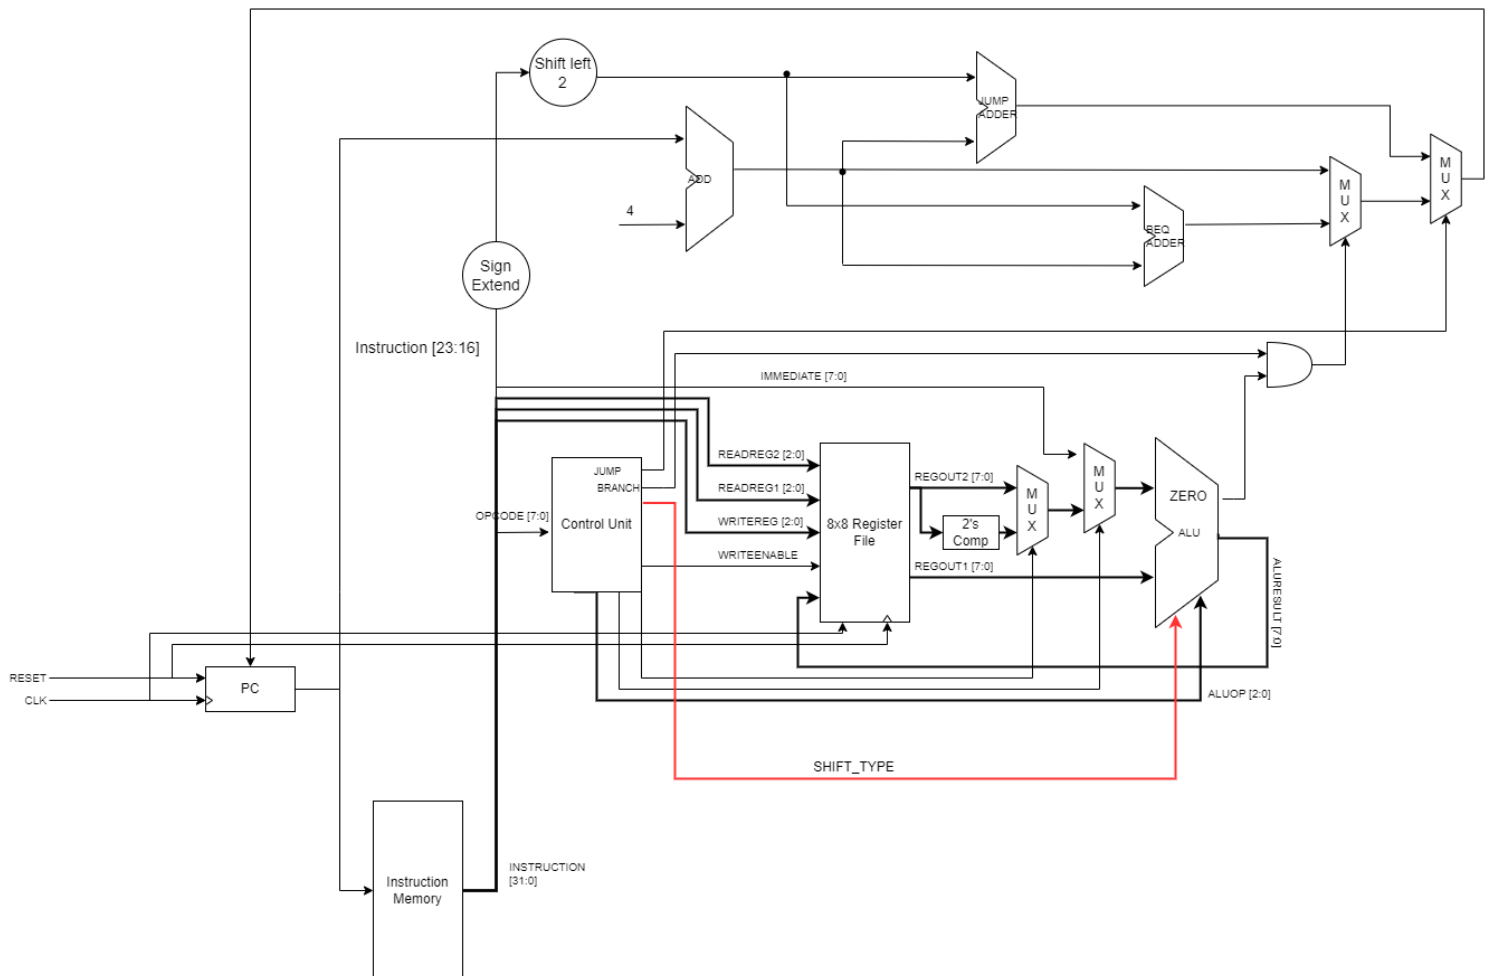 Shift left
2
JUMP
ADDER
ADD
4
M
U
X
M
U
X
BEQ
ADDER
Sign
Extend
Instruction [23:16]
IMMEDIATE [7:0]
JUMP
BRANCH
OPCODE [7:0]
Control Unit
READREG2 [2:0]
READREG1 [2:0]
WRITEREG [2:0]
WRITEENABLE
8x8 Register
File
REGOUT2 [7:0]
2's
Comp
REGOUT1 [7:0]
M
U
X
M
U
X
ZERO
ALU
ALURESULT [7:0]
RESET
CLK
PC
ALUOP [2:0]
SHIFT_TYPE
Instruction
Memory
INSTRUCTION
[31:0]